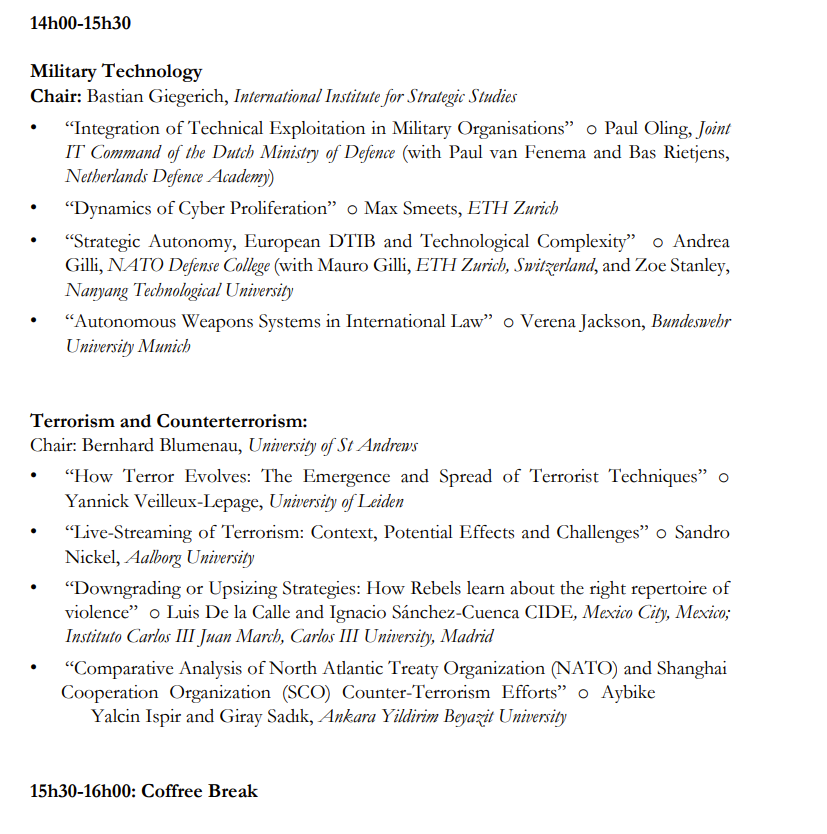 14h00-15h30
Military Technology
Chair: Bastian Giegerich, International Institute for Strategic Studies
• “Integration of Technical Exploitation in Military Organisations” o Paul Oling, Joint
IT Command of the Dutch Ministry of Defence (with Paul van Fenema and Bas Rietjens,
Netherlands Defence Academy)
• “Dynamics of Cyber Proliferation” o Max Smeets, ETH Zurich
• “Strategic Autonomy, European DTIB and Technological Complexity” o Andrea
Gilli, NATO Defense College (with Mauro Gilli, ETH Zurich, Switzerland, and Zoe Stanley,
Nanyang Technological University
• “Autonomous Weapons Systems in International Law” o Verena Jackson, Bundeswehr
University Munich
Terrorism and Counterterrorism:
Chair: Bernhard Blumenau, University of St Andrews
• “How Terror Evolves: The Emergence and Spread of Terrorist Techniques” o
Yannick Veilleux-Lepage, University of Leiden
• “Live-Streaming of Terrorism: Context, Potential Effects and Challenges” o Sandro
Nickel, Aalborg University
• “Downgrading or Upsizing Strategies: How Rebels learn about the right repertoire of
violence” o Luis De la Calle and Ignacio Sánchez-Cuenca CIDE, Mexico City, Mexico;
Instituto Carlos III Juan March, Carlos III University, Madrid
• “Comparative Analysis of North Atlantic Treaty Organization (NATO) and Shanghai
Cooperation Organization (SCO) Counter-Terrorism Efforts” o Aybike
Yalcin Ispir and Giray Sadık, Ankara Yildirim Beyazit University
15h30-16h00: Coffree Break